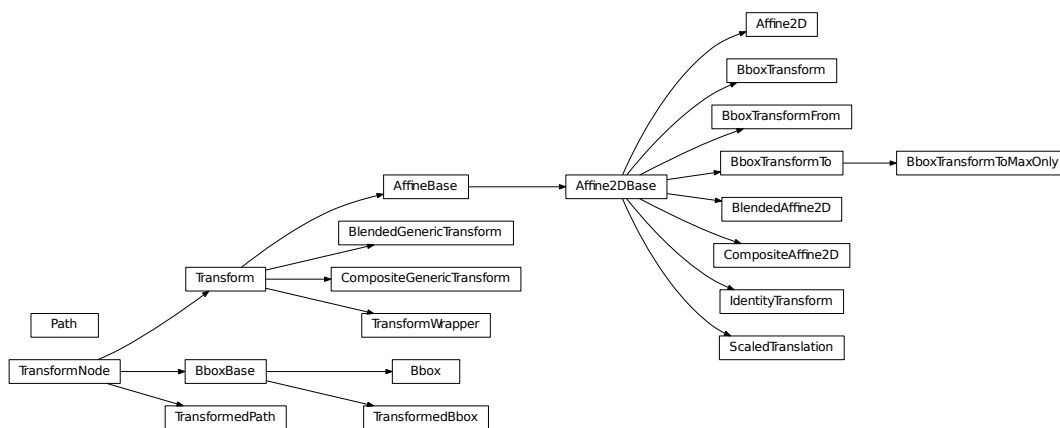 Affine2D
BboxTransform
BboxTransformFrom
BboxTransformTo
BboxTransformToMaxOnly
AffineBase
Affine2DBase
BlendedAffine2D
BlendedGenericTransform
CompositeAffine2D
Transform
CompositeGenericTransform
IdentityTransform
Path
TransformWrapper
ScaledTranslation
TransformNode
BboxBase
Bbox
TransformedPath
TransformedBbox